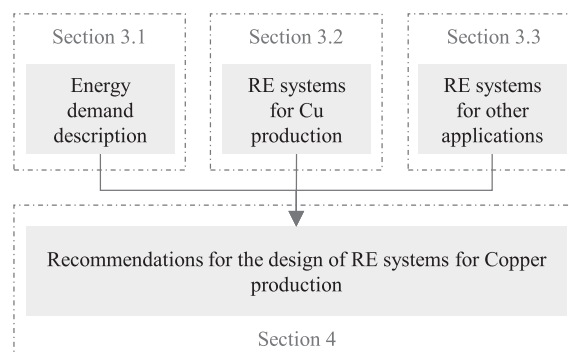 Section 3.1
Energy
demand
description
Section 3.2
RE systems
for Cu
production
Section 3.3
RE systems
for other
applications
Recommendations for the design of RE systems for Copper
production
Section 4